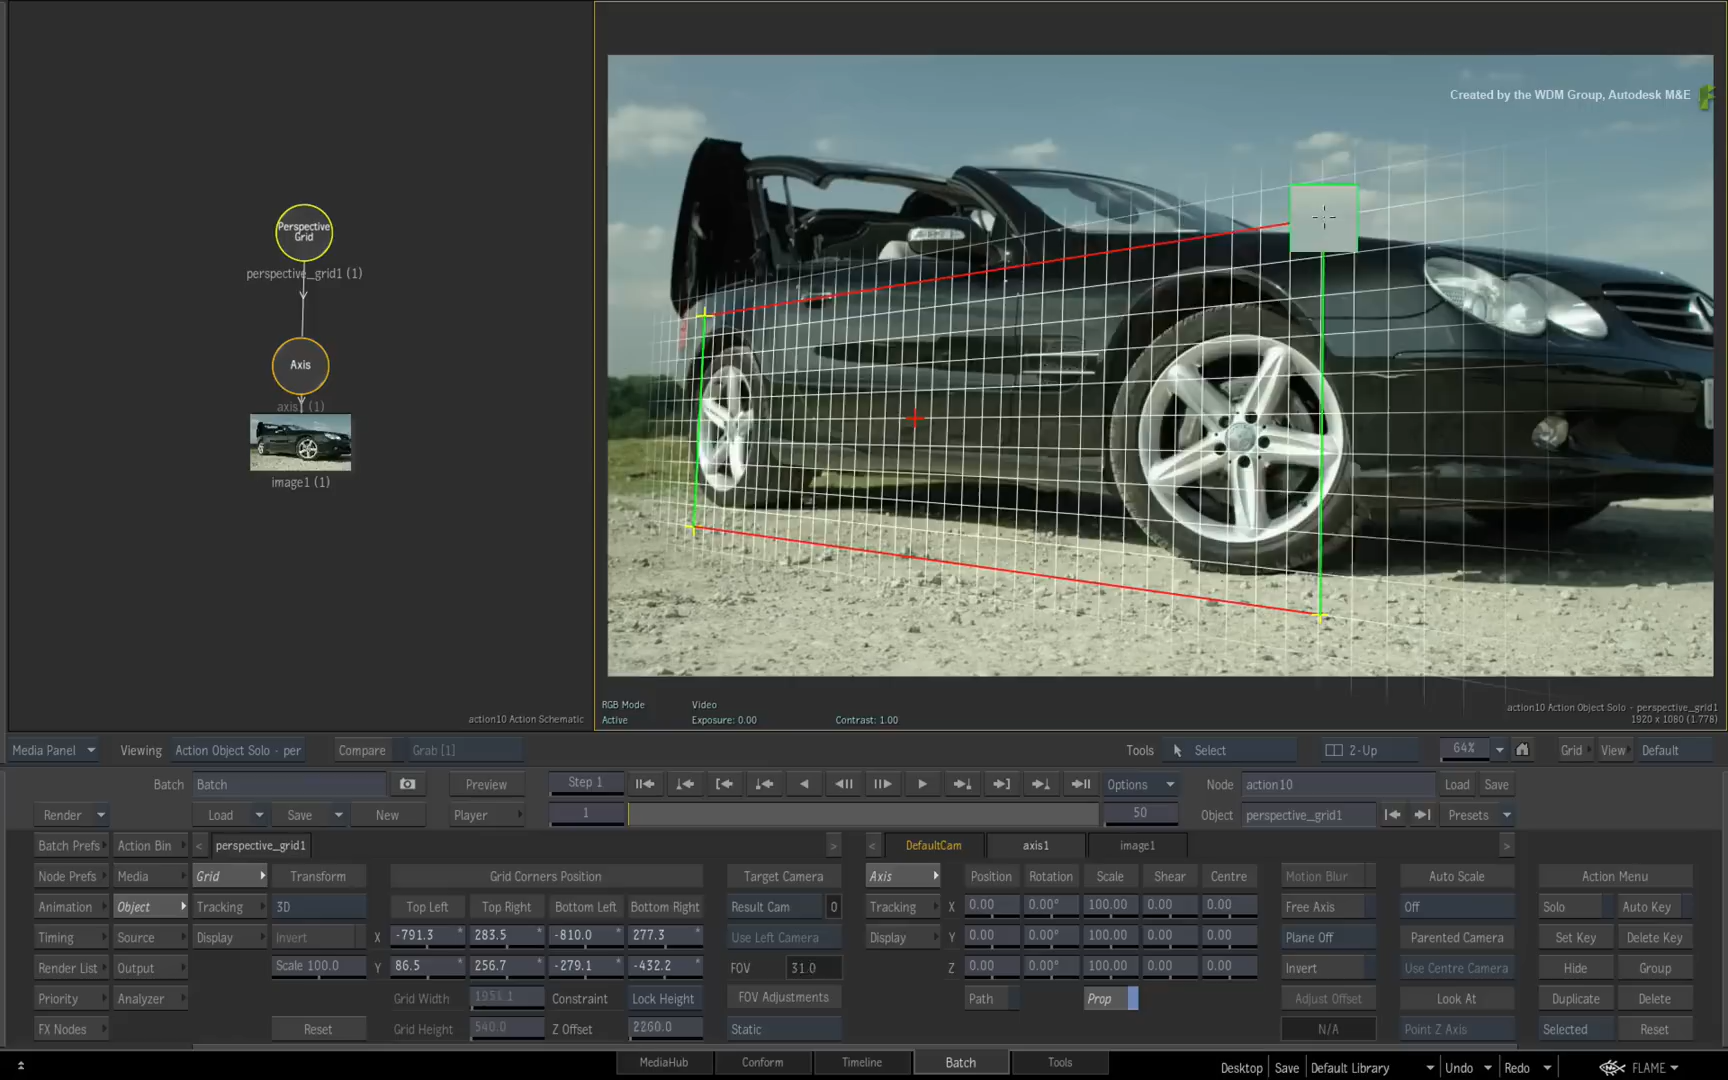 Created by the WDM Group, Autodesk M&E
Perspective
Grid
perspective_grid1 (1)
Axis
axis1 (1)
image1 (1)
action10 Action Schematic
RGB Mode Video
Active Exposure: 0.00 Contrast: 1.00
action10 Action Object Solo - perspective_grid1
1920 x 1080 (1.778)
Media Panel Viewing Action Object Solo - per Compare Grab [1] Tools Select 2-Up 64% Grid View Default
Batch Batch Preview Step 1 Options Node action10 Load Save
Render Load Save New Player 1 50 Object perspective_grid1 Presets
Batch Prefs Action Bin < perspective_grid1 > < DefaultCam axis1 image1 >
Node Prefs Media Grid Transform Grid Corners Position Target Camera Axis Position Rotation Scale Shear Centre Motion Blur Auto Scale Action Menu
Animation Object Tracking 3D Top Left Top Right Bottom Left Bottom Right Result Cam 0 Tracking X 0.00 0.00° 100.00 0.00 0.00 Free Axis Off Solo Auto Key
Timing Source Display Invert X -791.3 283.5 -810.0 277.3 Use Left Camera Display Y 0.00 0.00° 100.00 0.00 0.00 Plane Off Parented Camera Set Key Delete Key
Render List Output Scale 100.0 Y 86.5 256.7 -279.1 -432.2 FOV 31.0 Z 0.00 0.00° 100.00 0.00 0.00 Invert Use Centre Camera Hide Group
Priority Analyzer Grid Width Constraint Lock Height FOV Adjustments Path Prop Adjust Offset Look At Duplicate Delete
FX Nodes Reset Grid Height 540.0 Z Offset 2260.0 Static N/A Point Z Axis Selected Reset
MediaHub Conform Timeline Batch Tools Desktop Save Default Library Undo Redo FLAME